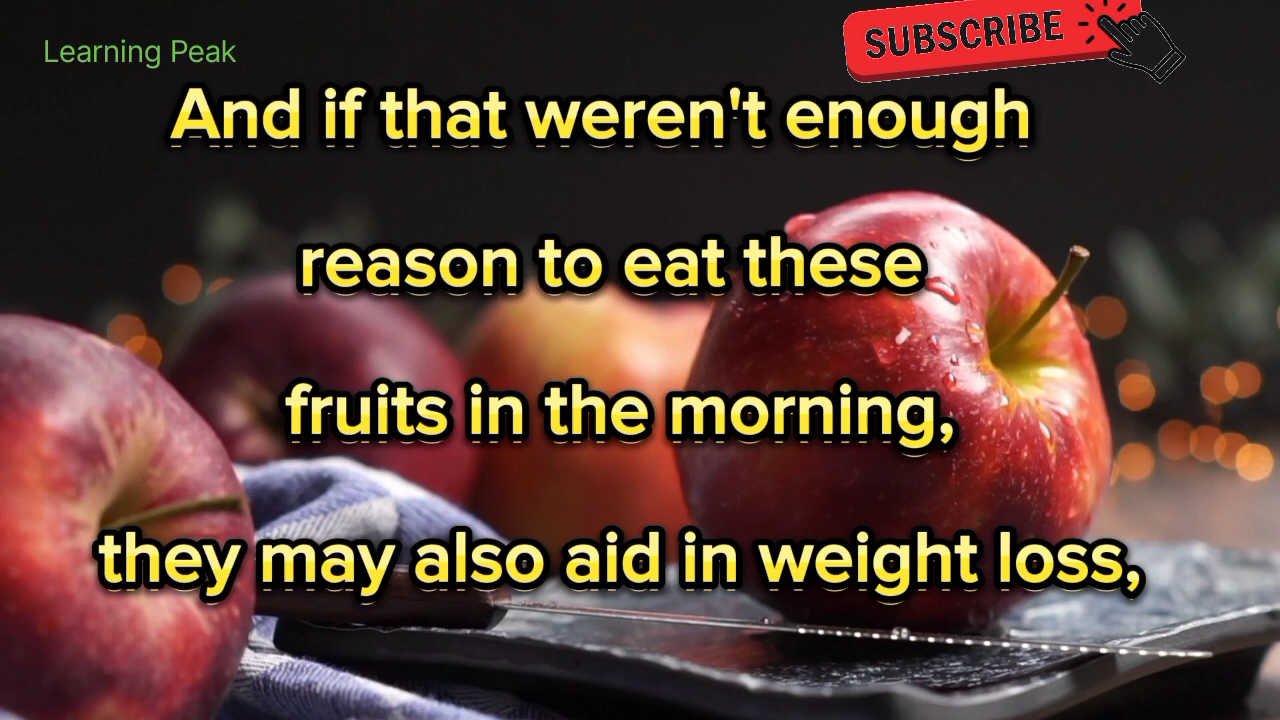 Learning Peak
SUBSCRIBE
And if that weren't enough
reason to eat these
fruits in the morning,
they may also aid in weight loss,